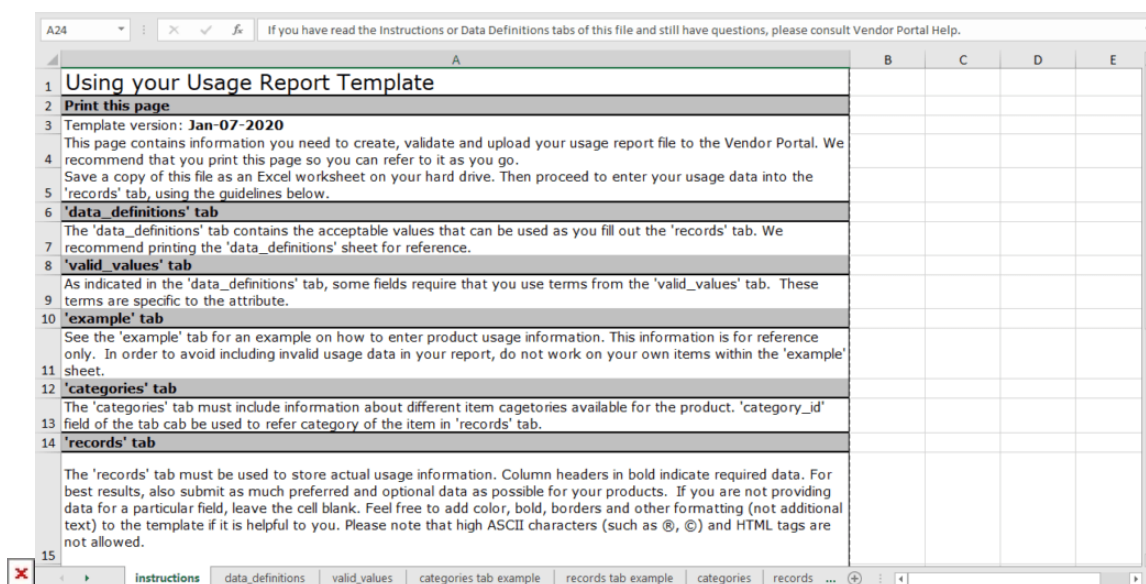 A24 fx If you have read the Instructions or Data Definitions tabs of this file and still have questions, please consult Vendor Portal Help.
A B C D E
1 Using your Usage Report Template
2 Print this page
3 Template version: Jan-07-2020
This page contains information you need to create, validate and upload your usage report file to the Vendor Portal. We
4 recommend that you print this page so you can refer to it as you go.
Save a copy of this file as an Excel worksheet on your hard drive. Then proceed to enter your usage data into the
5 'records' tab, using the guidelines below.
6 'data_definitions' tab
The 'data_definitions' tab contains the acceptable values that can be used as you fill out the 'records' tab. We
7 recommend printing the 'data_definitions' sheet for reference.
8 'valid_values' tab
As indicated in the 'data_definitions' tab, some fields require that you use terms from the 'valid_values' tab.  These
9 terms are specific to the attribute.
10 'example' tab
See the 'example' tab for an example on how to enter product usage information. This information is for reference
only.  In order to avoid including invalid usage data in your report, do not work on your own items within the 'example'
11 sheet.
12 'categories' tab
The 'categories' tab must include information about different item cagetories available for the product. 'category_id'
13 field of the tab cab be used to refer category of the item in 'records' tab.
14 'records' tab
The 'records' tab must be used to store actual usage information. Column headers in bold indicate required data. For
best results, also submit as much preferred and optional data as possible for your products.  If you are not providing
data for a particular field, leave the cell blank. Feel free to add color, bold, borders and other formatting (not additional
text) to the template if it is helpful to you. Please note that high ASCII characters (such as ®, ©) and HTML tags are
not allowed.
15
instructions data_definitions valid_values categories tab example records tab example categories records ...